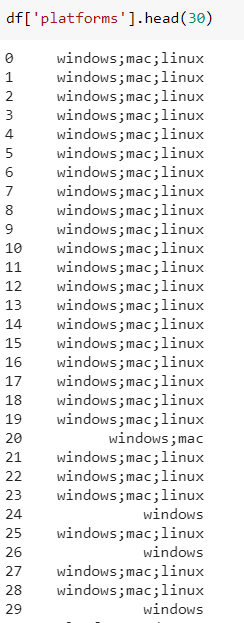 df['platforms'].head(30)
0 windows;mac;linux
1 windows;mac;linux
2 windows;mac;linux
3 windows;mac;linux
4 windows;mac;linux
5 windows;mac;linux
6 windows;mac;linux
7 windows;mac;linux
8 windows;mac;linux
9 windows;mac;linux
10 windows;mac;linux
11 windows;mac;linux
12 windows;mac;linux
13 windows;mac;linux
14 windows;mac;linux
15 windows;mac;linux
16 windows;mac;linux
17 windows;mac;linux
18 windows;mac;linux
19 windows;mac;linux
20 windows;mac
21 windows;mac;linux
22 windows;mac;linux
23 windows;mac;linux
24 windows
25 windows;mac;linux
26 windows
27 windows;mac;linux
28 windows;mac;linux
29 windows